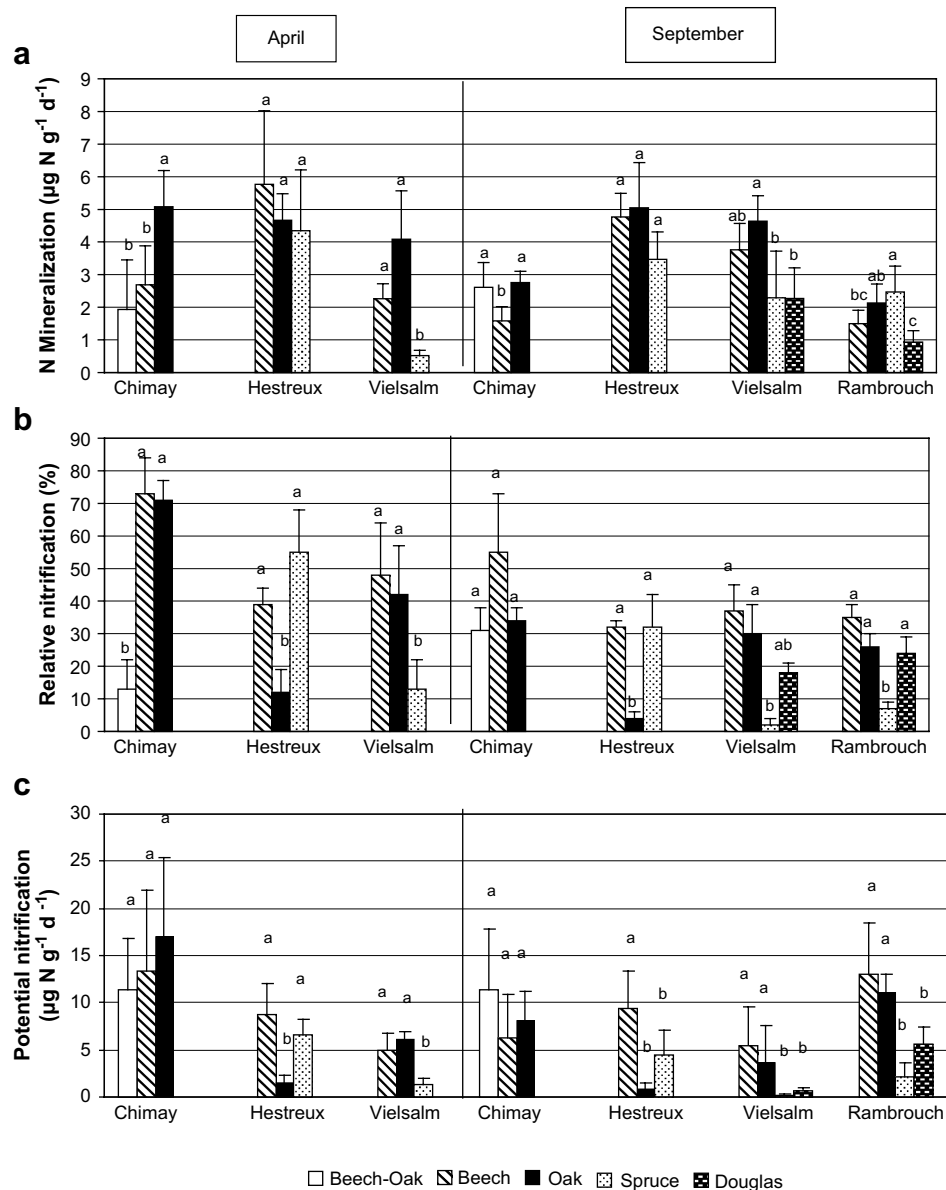 April
September
a
N Mineralization (µg N g-1 d-1)
9
8
7
6
5
4
3
2
1
0
b
b
a
a
a
a
a
a
b
a
b
a
a
a
a
ab
a
b
b
bc
ab
a
c
Chimay
Hestreux
Vielsalm
Chimay
Hestreux
Vielsalm
Rambrouch
b
Relative nitrification (%)
90
80
70
60
50
40
30
20
10
0
b
a
a
a
b
a
a
a
b
a
a
a
a
b
a
a
a
b
ab
a
a
b
a
Chimay
Hestreux
Vielsalm
Chimay
Hestreux
Vielsalm
Rambrouch
c
Potential nitrification
(µg N g-1 d -1)
30
25
20
15
10
5
0
a
a
a
a
b
a
a
a
b
a
a
a
a
b
b
a
a
b
b
a
a
b
b
Chimay
Hestreux
Vielsalm
Chimay
Hestreux
Vielsalm
Rambrouch
Beech-Oak
Beech
Oak
Spruce
Douglas